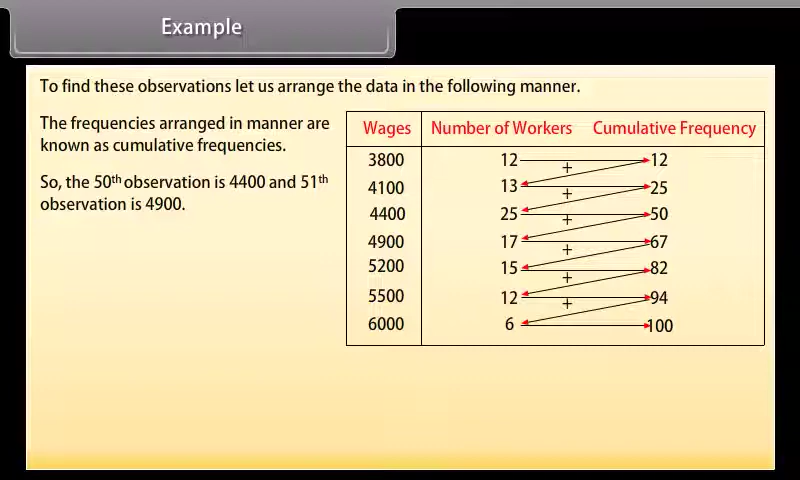 Example
To find these observations let us arrange the data in the following manner.
The frequencies arranged in manner are
known as cumulative frequencies.
So, the 50th observation is 4400 and 51th
observation is 4900.
Wages Number of Workers Cumulative Frequency
3800 12 12
+
4100 13 25
+
4400 25 50
+
4900 17 67
+
5200 15 82
+
5500 12 94
+
6000 6 100